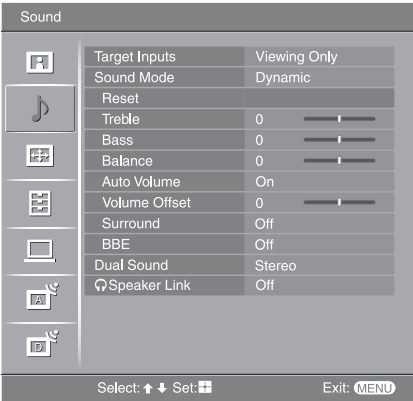 Sound
Target Inputs Viewing Only
Sound Mode Dynamic
Reset
Treble 0
Bass 0
Balance 0
Auto Volume On
Volume Offset 0
Surround Off
BBE Off
Dual Sound Stereo
Speaker Link Off
A
D
Select: Set: Exit: MENU